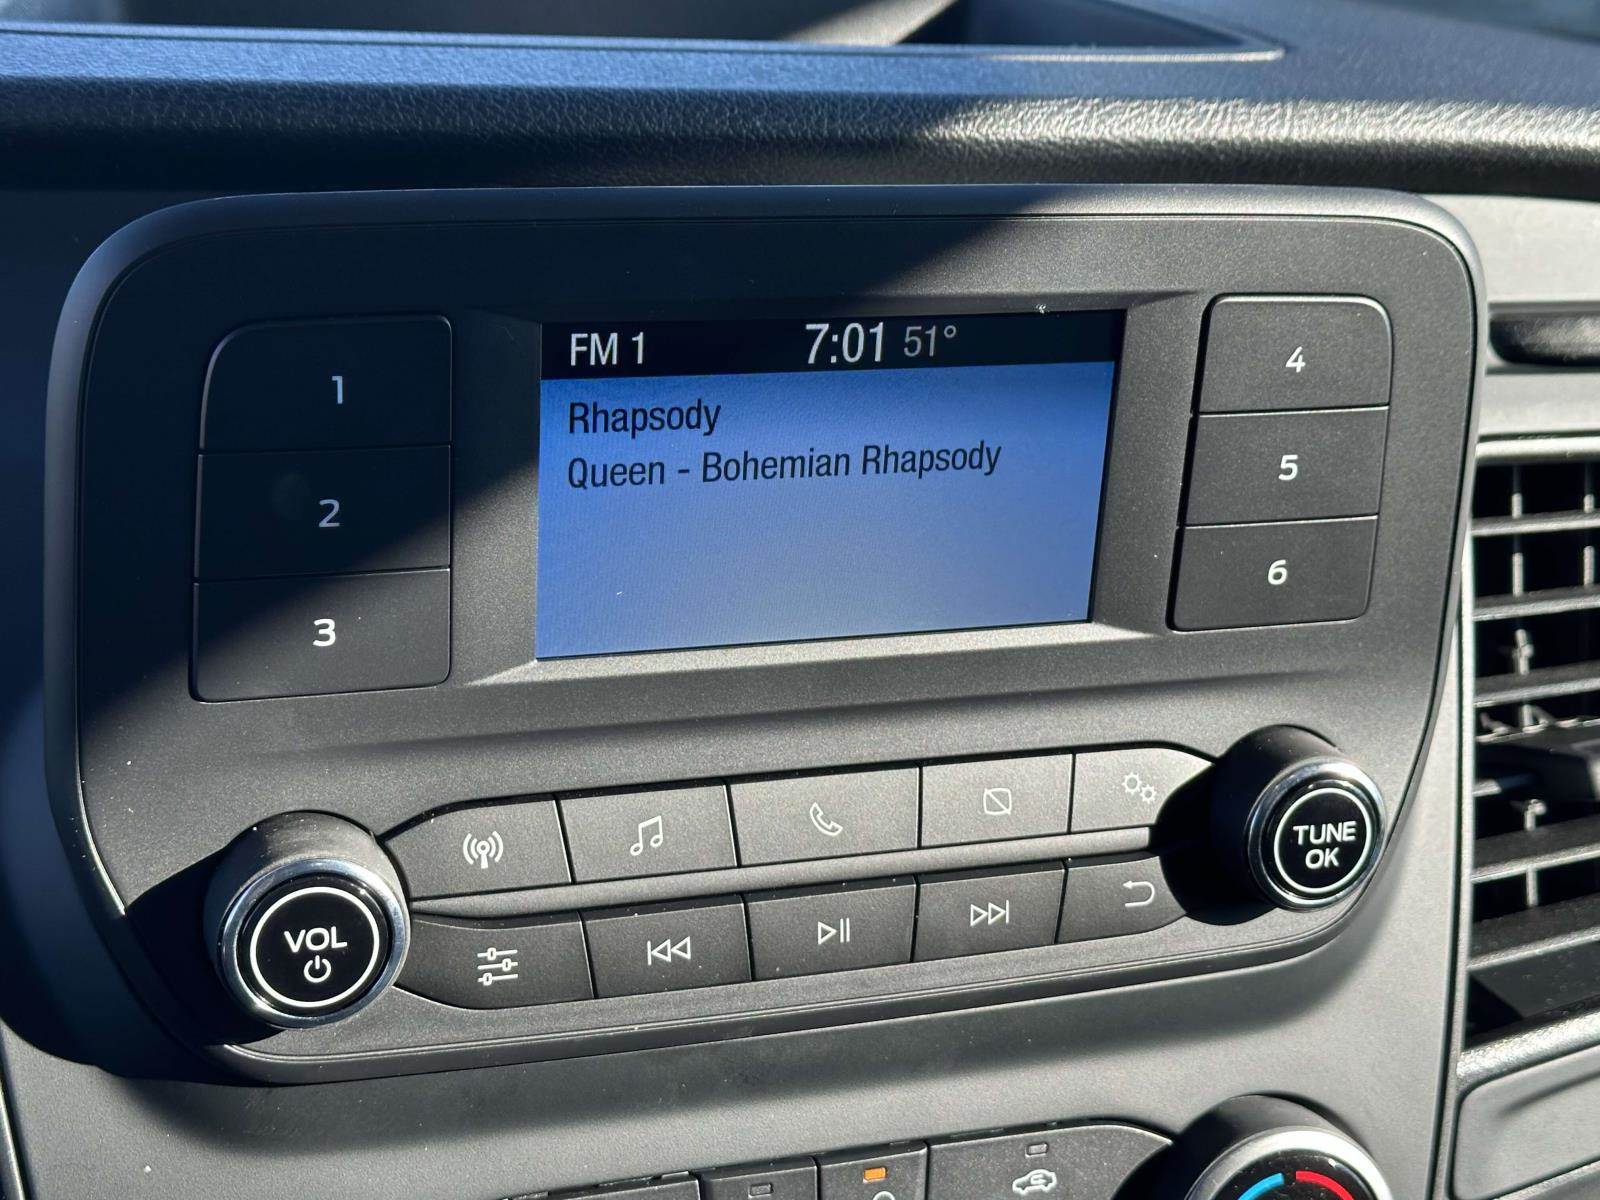 FM 1 7:01 51°
Rhapsody
Queen - Bohemian Rhapsody
1
2
3
4
5
6
VOL
TUNE
OK